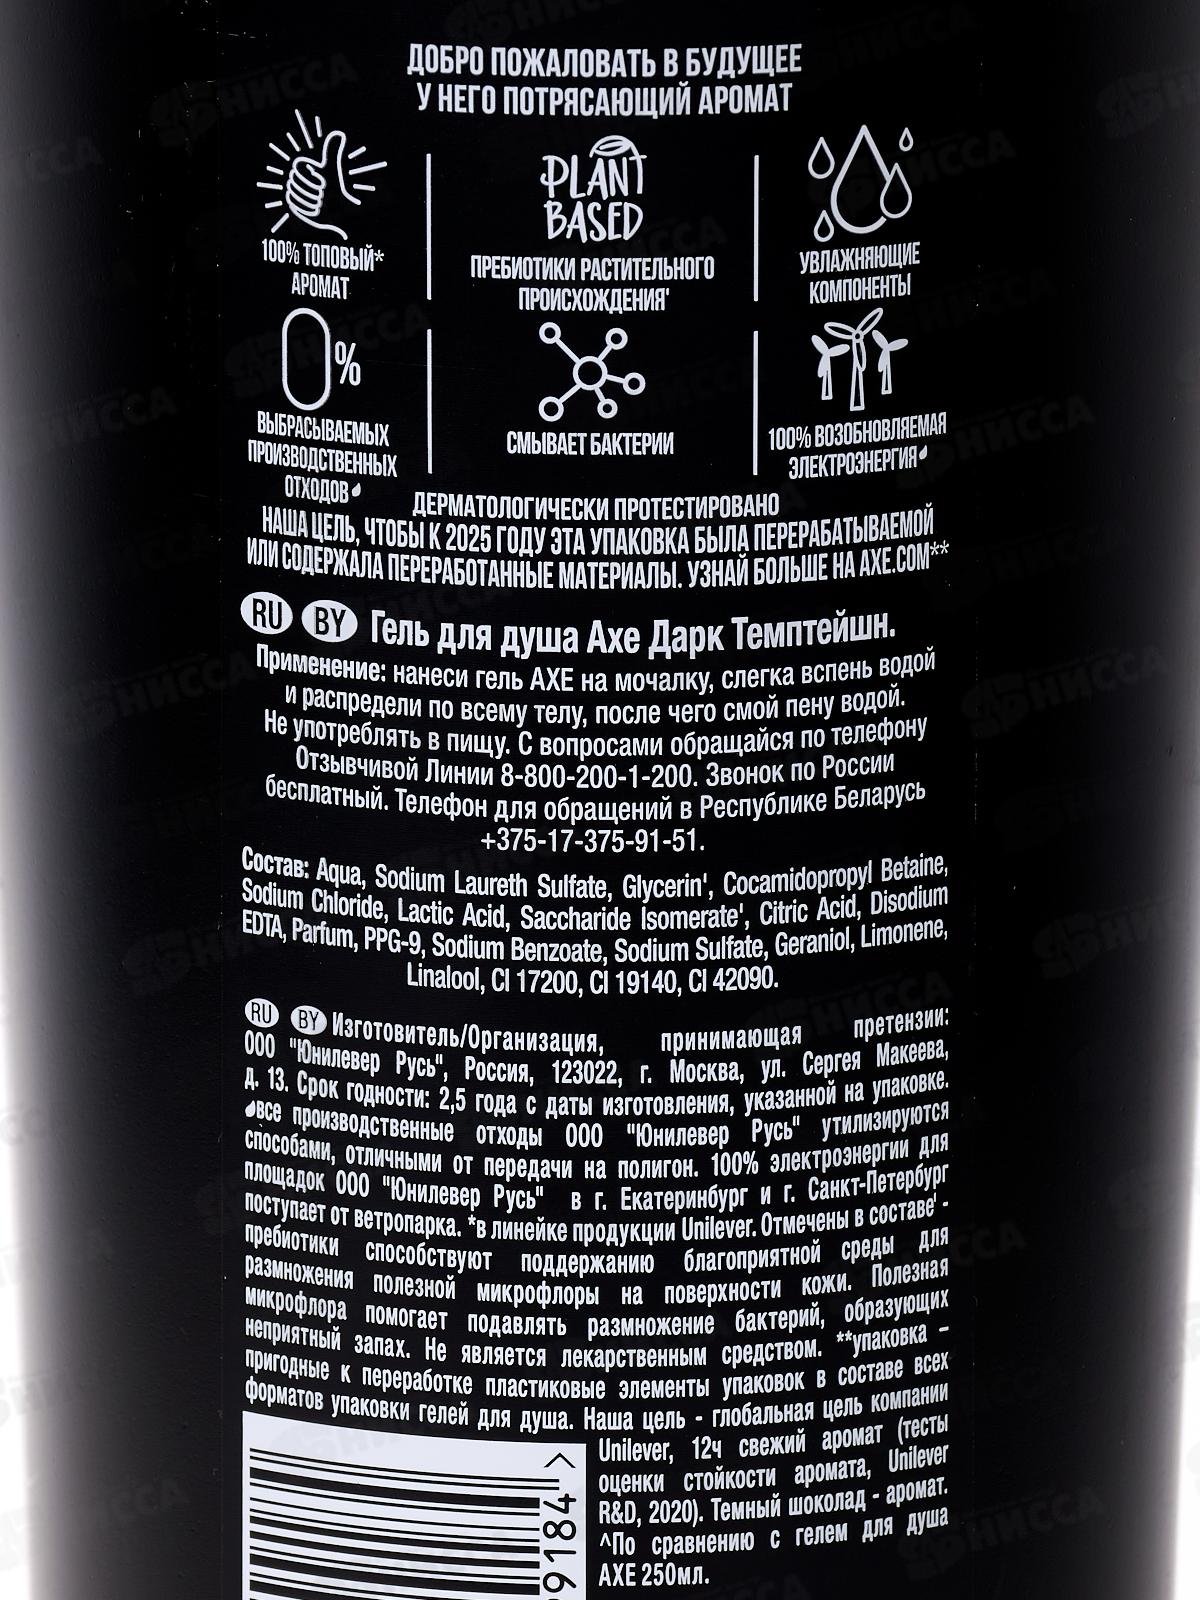 ДОБРО ПОЖАЛОВАТЬ В БУДУЩЕЕ
У НЕГО ПОТРЯСАЮЩИЙ АРОМАТ
100% ТОПОВЫЙ*
АРОМАТ
PLANT
BASED
ПРЕБИОТИКИ РАСТИТЕЛЬНОГО
ПРОИСХОЖДЕНИЯ'
УВЛАЖНЯЮЩИЕ
КОМПОНЕНТЫ
0%
ВЫБРАСЫВАЕМЫХ
ПРОИЗВОДСТВЕННЫХ
ОТХОДОВ
СМЫВАЕТ БАКТЕРИИ
100% ВОЗОБНОВЛЯЕМАЯ
ЭЛЕКТРОЭНЕРГИЯ
ДЕРМАТОЛОГИЧЕСКИ ПРОТЕСТИРОВАНО
НАША ЦЕЛЬ, ЧТОБЫ К 2025 ГОДУ ЭТА УПАКОВКА БЫЛА ПЕРЕРАБАТЫВАЕМОЙ
ИЛИ СОДЕРЖАЛА ПЕРЕРАБОТАННЫЕ МАТЕРИАЛЫ. УЗНАЙ БОЛЬШЕ НА AXE.COM**
RU BY Гель для душа Axe Дарк Темптейшн.
Применение: нанеси гель AXE на мочалку, слегка вспень водой
и распредели по всему телу, после чего смой пену водой.
Не употреблять в пищу. С вопросами обращайся по телефону
Отзывчивой Линии 8-800-200-1-200. Звонок по России
бесплатный. Телефон для обращений в Республике Беларусь
+375-17-375-91-51.
Состав: Aqua, Sodium Laureth Sulfate, Glycerin', Cocamidopropyl Betaine,
Sodium Chloride, Lactic Acid, Saccharide Isomerate', Citric Acid, Disodium
EDTA, Parfum, PPG-9, Sodium Benzoate, Sodium Sulfate, Geraniol, Limonene,
Linalool, CI 17200, CI 19140, CI 42090.
RU BY Изготовитель/Организация, принимающая претензии:
ООО "Юнилевер Русь", Россия, 123022, г. Москва, ул. Сергея Макеева,
д. 13. Срок годности: 2,5 года с даты изготовления, указанной на упаковке.
все производственные отходы ООО "Юнилевер Русь" утилизируются
способами, отличными от передачи на полигон. 100% электроэнергии для
площадок ООО "Юнилевер Русь" в г. Екатеринбург и г. Санкт-Петербург
поступает от ветропарка. *в линейке продукции Unilever. Отмечены в составе' -
пребиотики способствуют поддержанию благоприятной среды для
размножения полезной микрофлоры на поверхности кожи. Полезная
микрофлора помогает подавлять размножение бактерий, образующих
неприятный запах. Не является лекарственным средством. **упаковка –
пригодные к переработке пластиковые элементы упаковок в составе всех
форматов упаковки гелей для душа. Наша цель - глобальная цель компании
Unilever, 12ч свежий аромат (тесты
оценки стойкости аромата, Unilever
R&D, 2020). Темный шоколад - аромат.
^По сравнению с гелем для душа
AXE 250мл.
9184 >